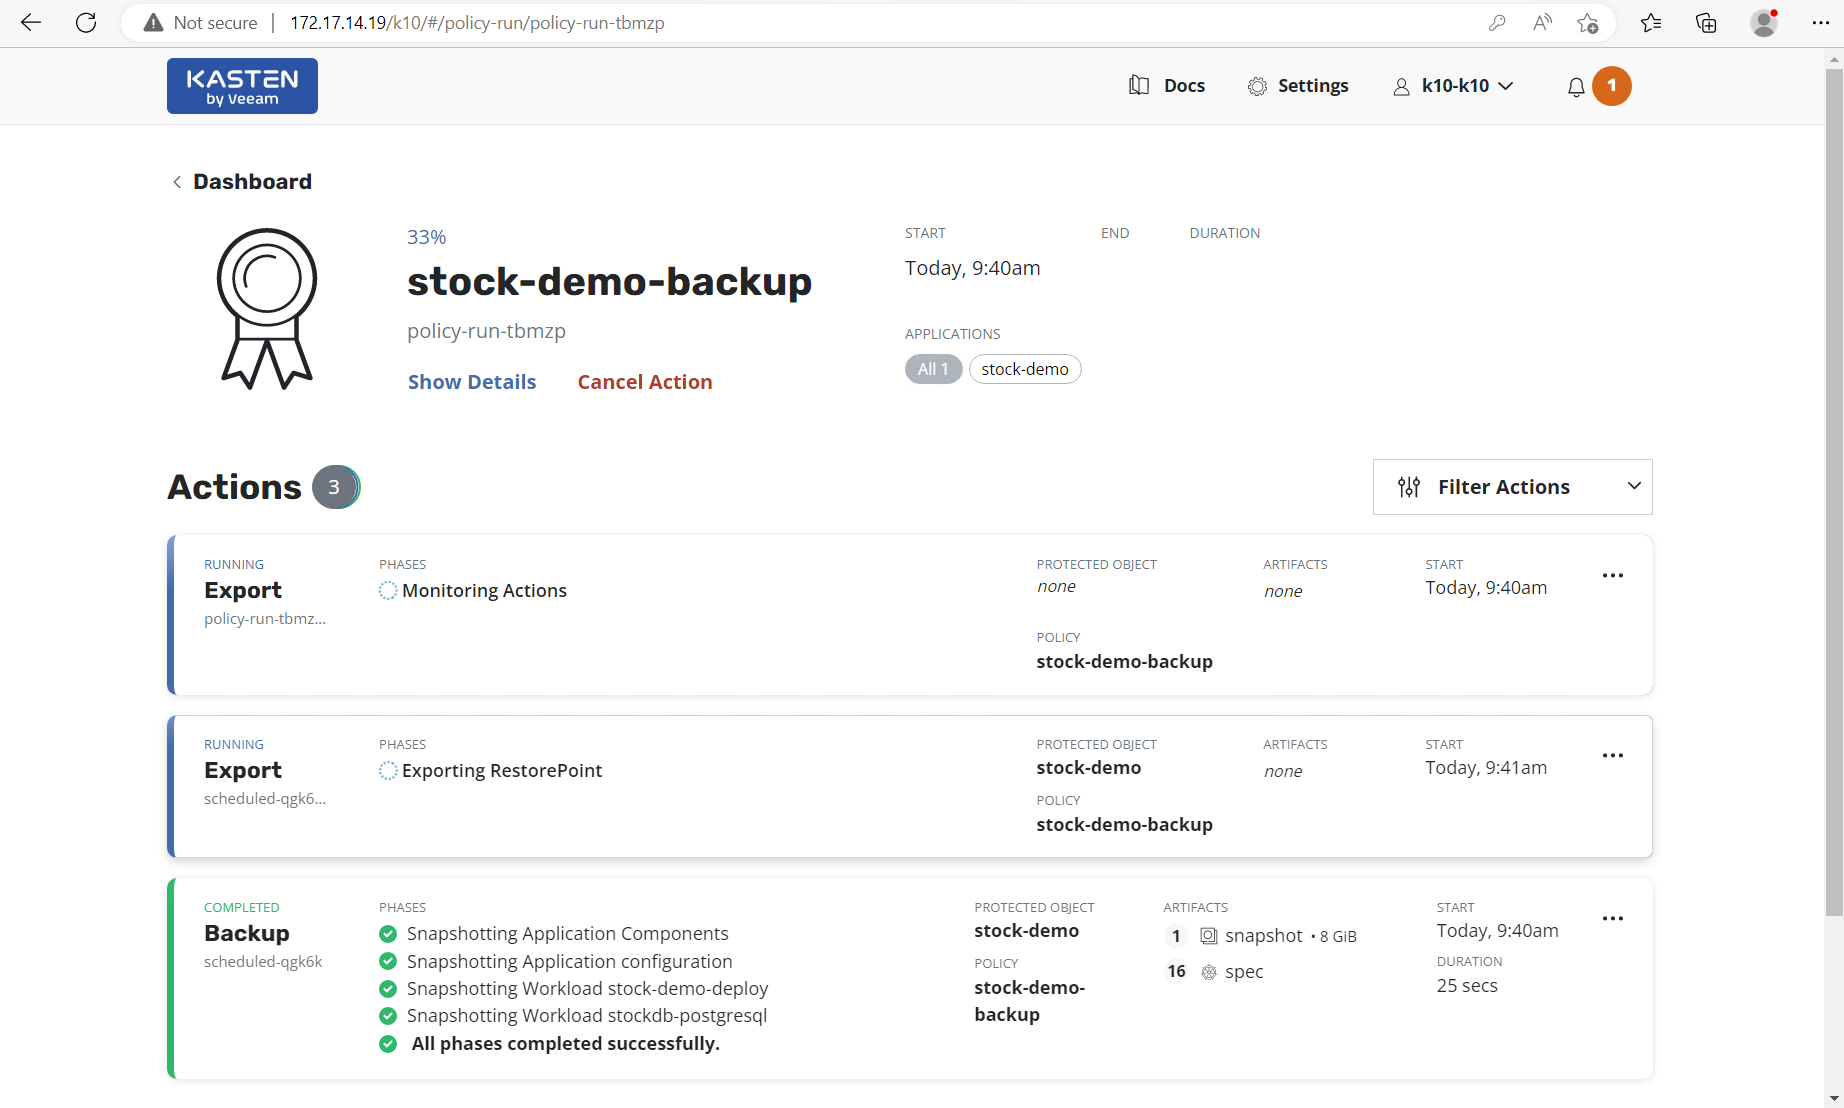 Not secure | 172.17.14.19/k10/#/policy-run/policy-run-tbmzp
KASTEN
by Veeam
Docs
Settings
k10-k10
1
Dashboard
33%
stock-demo-backup
policy-run-tbmzp
Show Details
Cancel Action
START
Today, 9:40am
END
DURATION
APPLICATIONS
All 1
stock-demo
Actions
3
Filter Actions
RUNNING
Export
policy-run-tbmz...
PHASES
Monitoring Actions
PROTECTED OBJECT
none
POLICY
stock-demo-backup
ARTIFACTS
none
START
Today, 9:40am
RUNNING
Export
scheduled-qgk6...
PHASES
Exporting RestorePoint
PROTECTED OBJECT
stock-demo
POLICY
stock-demo-backup
ARTIFACTS
none
START
Today, 9:41am
COMPLETED
Backup
scheduled-qgk6k
PHASES
Snapshotting Application Components
Snapshotting Application configuration
Snapshotting Workload stock-demo-deploy
Snapshotting Workload stockdb-postgresql
All phases completed successfully.
PROTECTED OBJECT
stock-demo
POLICY
stock-demo-
backup
ARTIFACTS
1 snapshot • 8 GiB
16 spec
START
Today, 9:40am
DURATION
25 secs